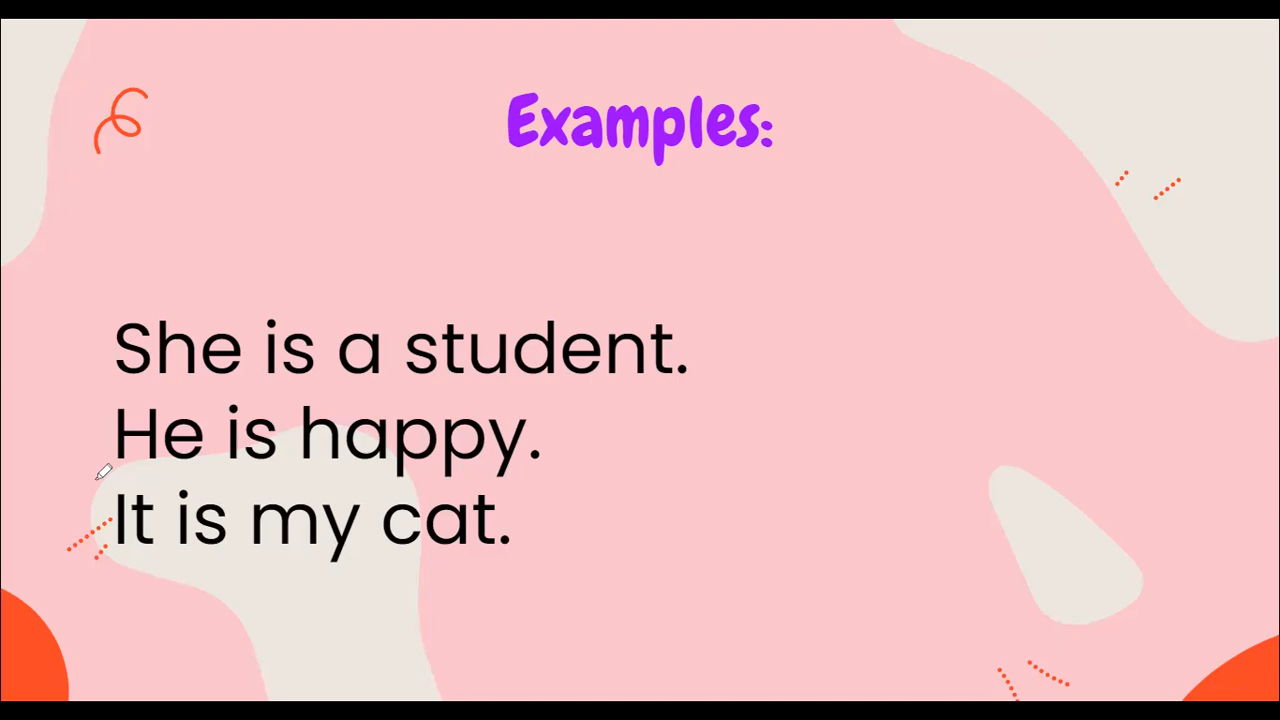 Examples:
She is a student.
He is happy.
It is my cat.